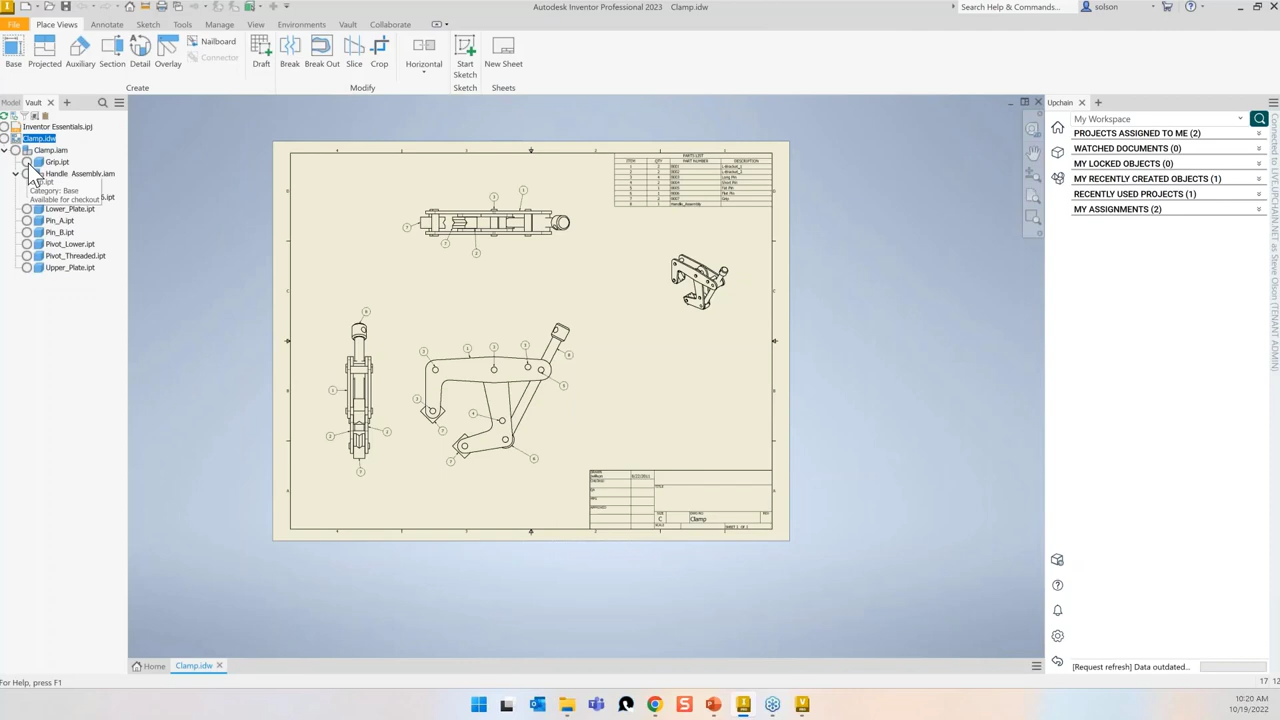 Autodesk Inventor Professional 2023 Clamp.idw
Search Help & Commands...
solson
File Place Views Annotate Sketch Tools Manage View Environments Vault Collaborate
Base Projected Auxiliary Section Detail Overlay
Nailboard
Connector
Draft Break Break Out Slice Crop Horizontal
Start
Sketch
New Sheet
Create Modify Sketch Sheets
Model Vault
Inventor Essentials.ipj
Clamp.idw
Clamp.iam
Grip.ipt
Handle_Assembly.iam
Category: Base
Available for checkout
s.ipt
Lower_Plate.ipt
Pin_A.ipt
Pin_B.ipt
Pivot_Lower.ipt
Pivot_Threaded.ipt
Upper_Plate.ipt
PARTS LIST
ITEM QTY PART NUMBER DESCRIPTION
Clamp
C
Home Clamp.idw
For Help, press F1
Upchain
My Workspace
PROJECTS ASSIGNED TO ME (2)
WATCHED DOCUMENTS (0)
MY LOCKED OBJECTS (0)
MY RECENTLY CREATED OBJECTS (1)
RECENTLY USED PROJECTS (1)
MY ASSIGNMENTS (2)
[Request refresh] Data outdated...
17 12
10:20 AM
10/19/2022